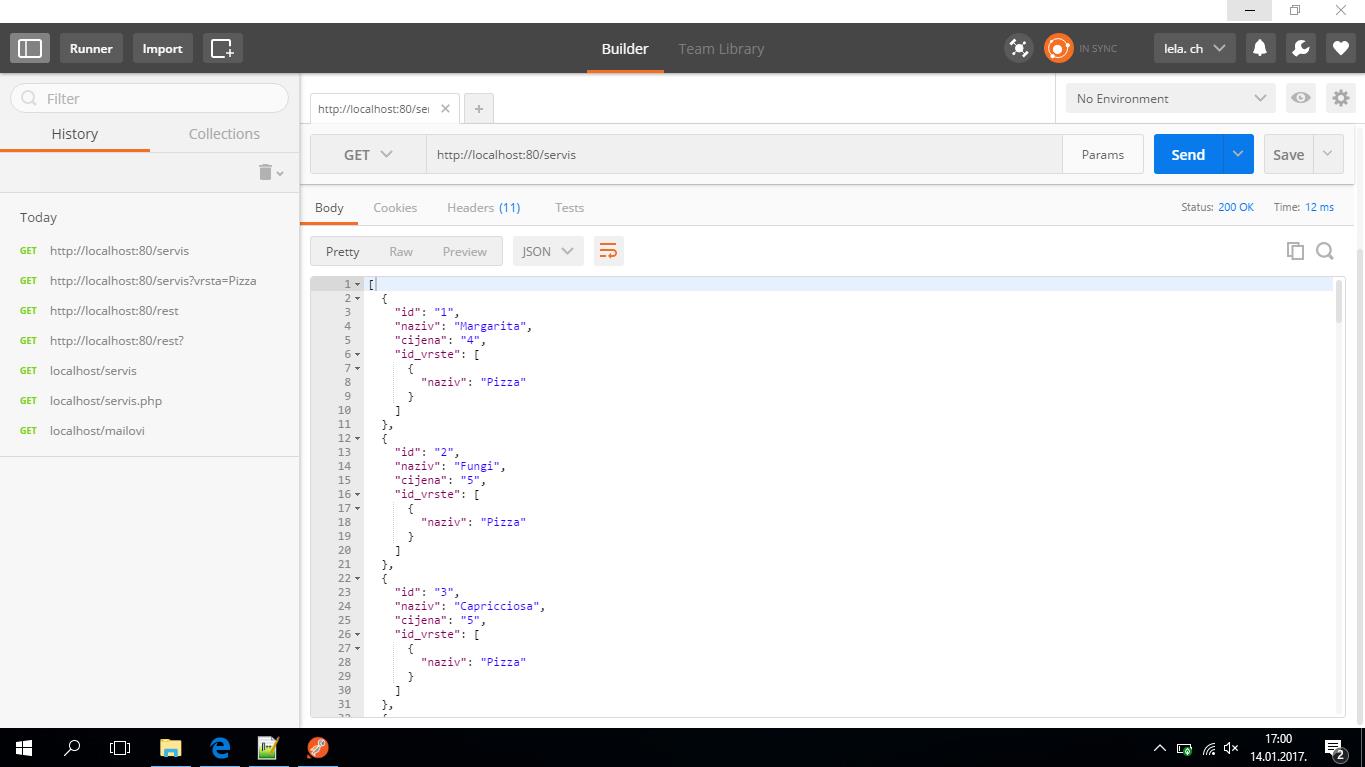 Runner Import Builder Team Library IN SYNC lela. ch
Filter
History Collections
Today
GET http://localhost:80/servis
GET http://localhost:80/servis?vrsta=Pizza
GET http://localhost:80/rest
GET http://localhost:80/rest?
GET localhost/servis
GET localhost/servis.php
GET localhost/mailovi
http://localhost:80/ser No Environment
GET http://localhost:80/servis Params Send Save
Body Cookies Headers (11) Tests Status: 200 OK Time: 12 ms
Pretty Raw Preview JSON
1 [
2 {
3 "id": "1",
4 "naziv": "Margarita",
5 "cijena": "4",
6 "id_vrste": [
7 {
8 "naziv": "Pizza"
9 }
10 ]
11 },
12 {
13 "id": "2",
14 "naziv": "Fungi",
15 "cijena": "5",
16 "id_vrste": [
17 {
18 "naziv": "Pizza"
19 }
20 ]
21 },
22 {
23 "id": "3",
24 "naziv": "Capricciosa",
25 "cijena": "5",
26 "id_vrste": [
27 {
28 "naziv": "Pizza"
29 }
30 ]
31 },
32 {
17:00
14.01.2017.
2